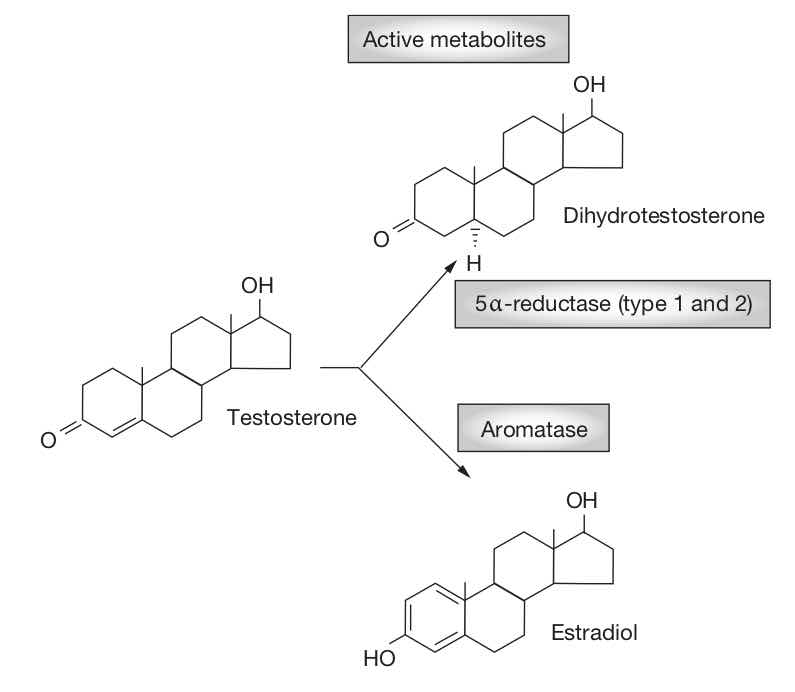 Active metabolites
OH
Dihydrotestosterone
O
H
5α-reductase (type 1 and 2)
OH
Testosterone
O
Aromatase
OH
Estradiol
HO